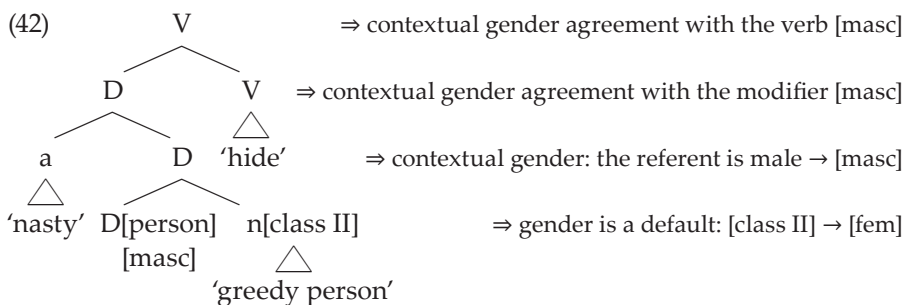 (42) V ⇒ contextual gender agreement with the verb [masc]
D V ⇒ contextual gender agreement with the modifier [masc]
a D ‘hide’ ⇒ contextual gender: the referent is male → [masc]
‘nasty’ D[person] n[class II] ⇒ gender is a default: [class II] → [fem]
[masc]
‘greedy person’